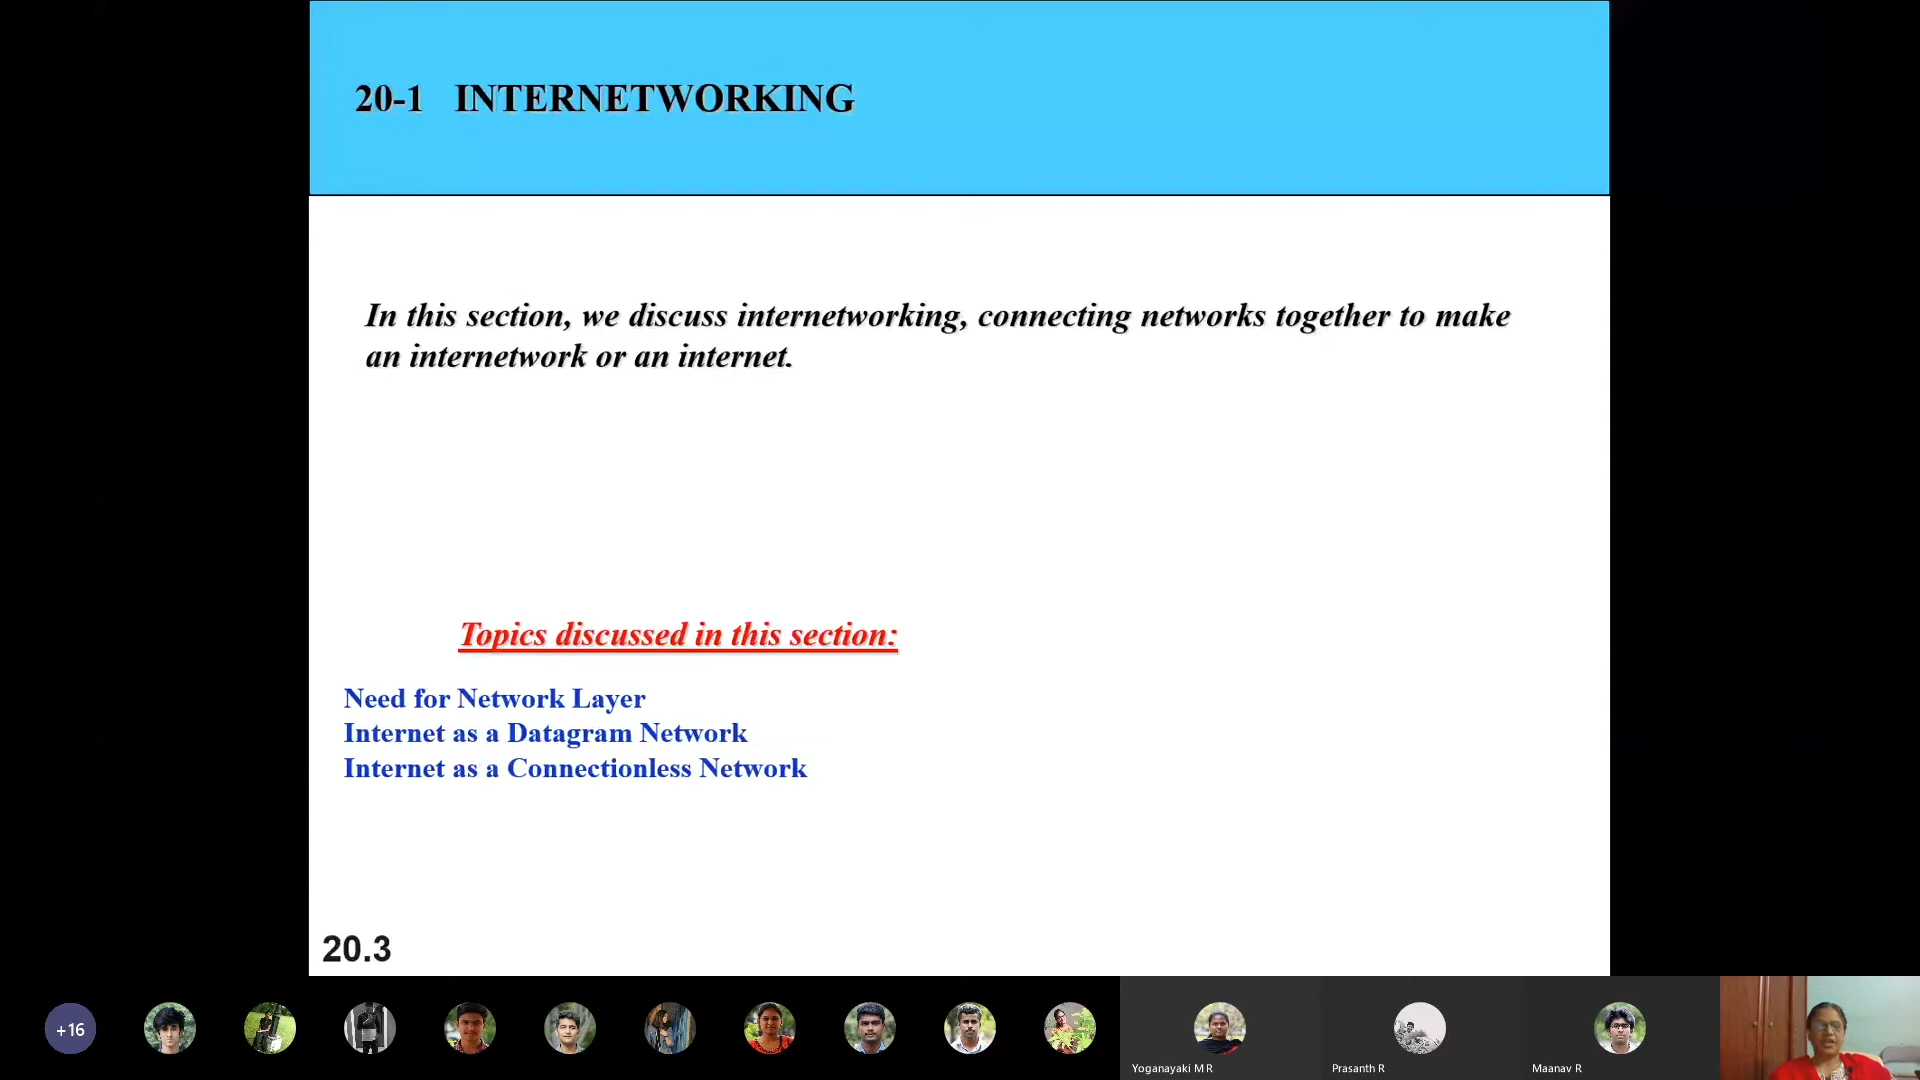 20-1 INTERNETWORKING
In this section, we discuss internetworking, connecting networks together to make
an internetwork or an internet.
Topics discussed in this section:
Need for Network Layer
Internet as a Datagram Network
Internet as a Connectionless Network
20.3
+16
Yoganayaki M R
Prasanth R
Maanav R